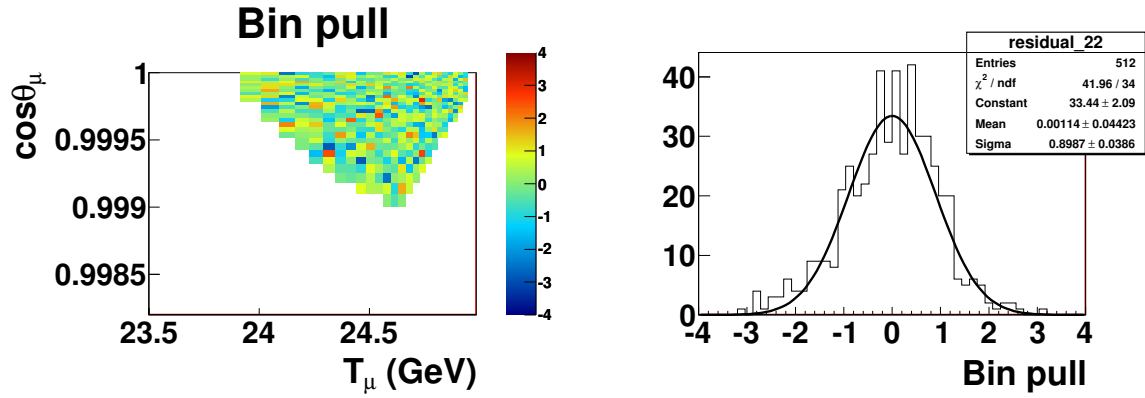 Bin pull
cosθμ
1
0.9995
0.999
0.9985
23.5 24 24.5
Tμ (GeV)
4
3
2
1
0
-1
-2
-3
-4
residual_22
Entries 512
χ² / ndf 41.96 / 34
Constant 33.44 ± 2.09
Mean 0.00114 ± 0.04423
Sigma 0.8987 ± 0.0386
40
30
20
10
0
-4 -3 -2 -1 0 1 2 3 4
Bin pull